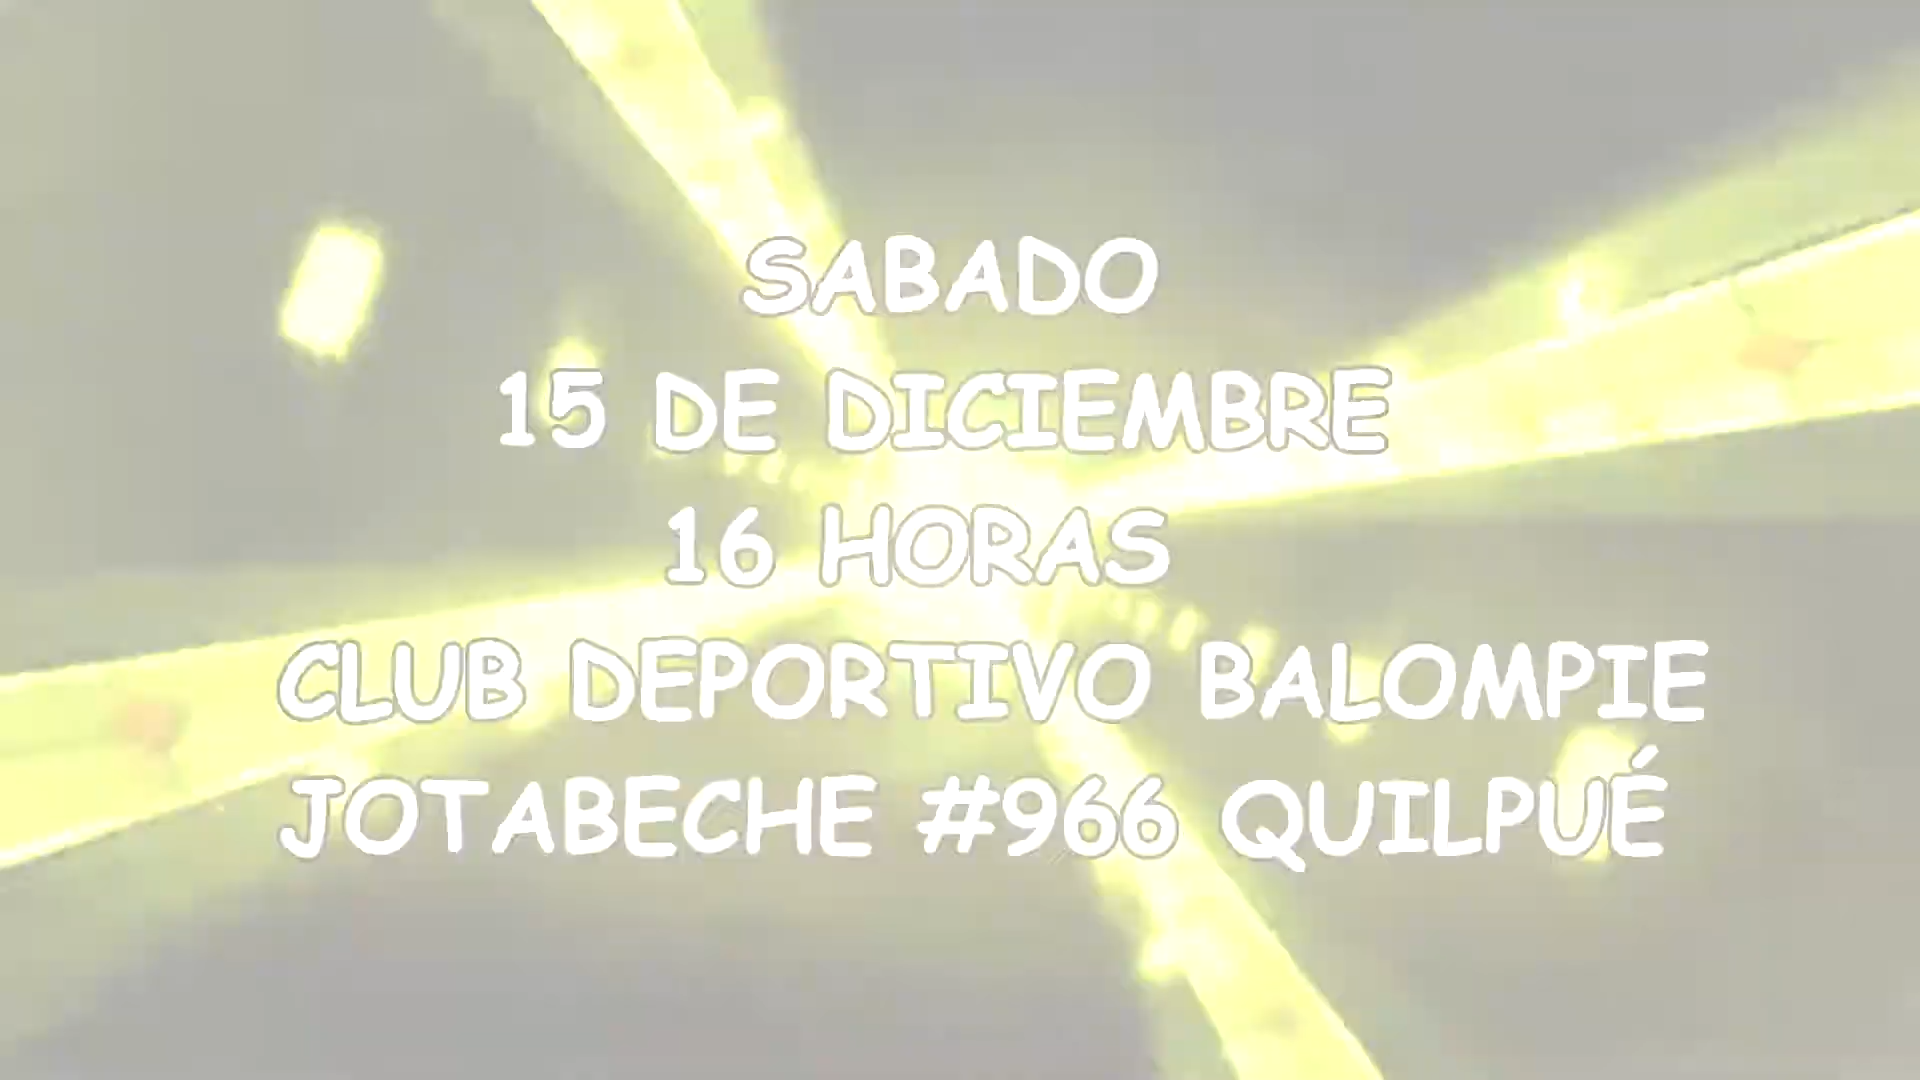 SABADO
15 DE DICIEMBRE
16 HORAS
CLUB DEPORTIVO BALOMPIE
JOTABECHE #966 QUILPUÉ